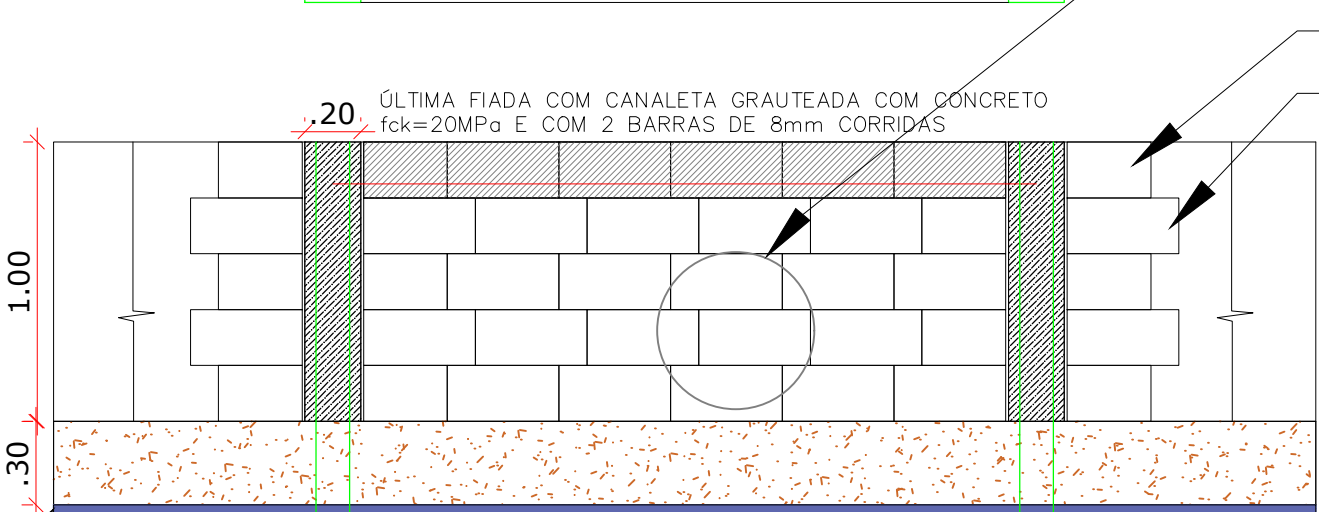 ÚLTIMA FIADA COM CANALETA GRAUTEADA COM CONCRETO
fck=20MPa E COM 2 BARRAS DE 8mm CORRIDAS
.20
1.00
.30